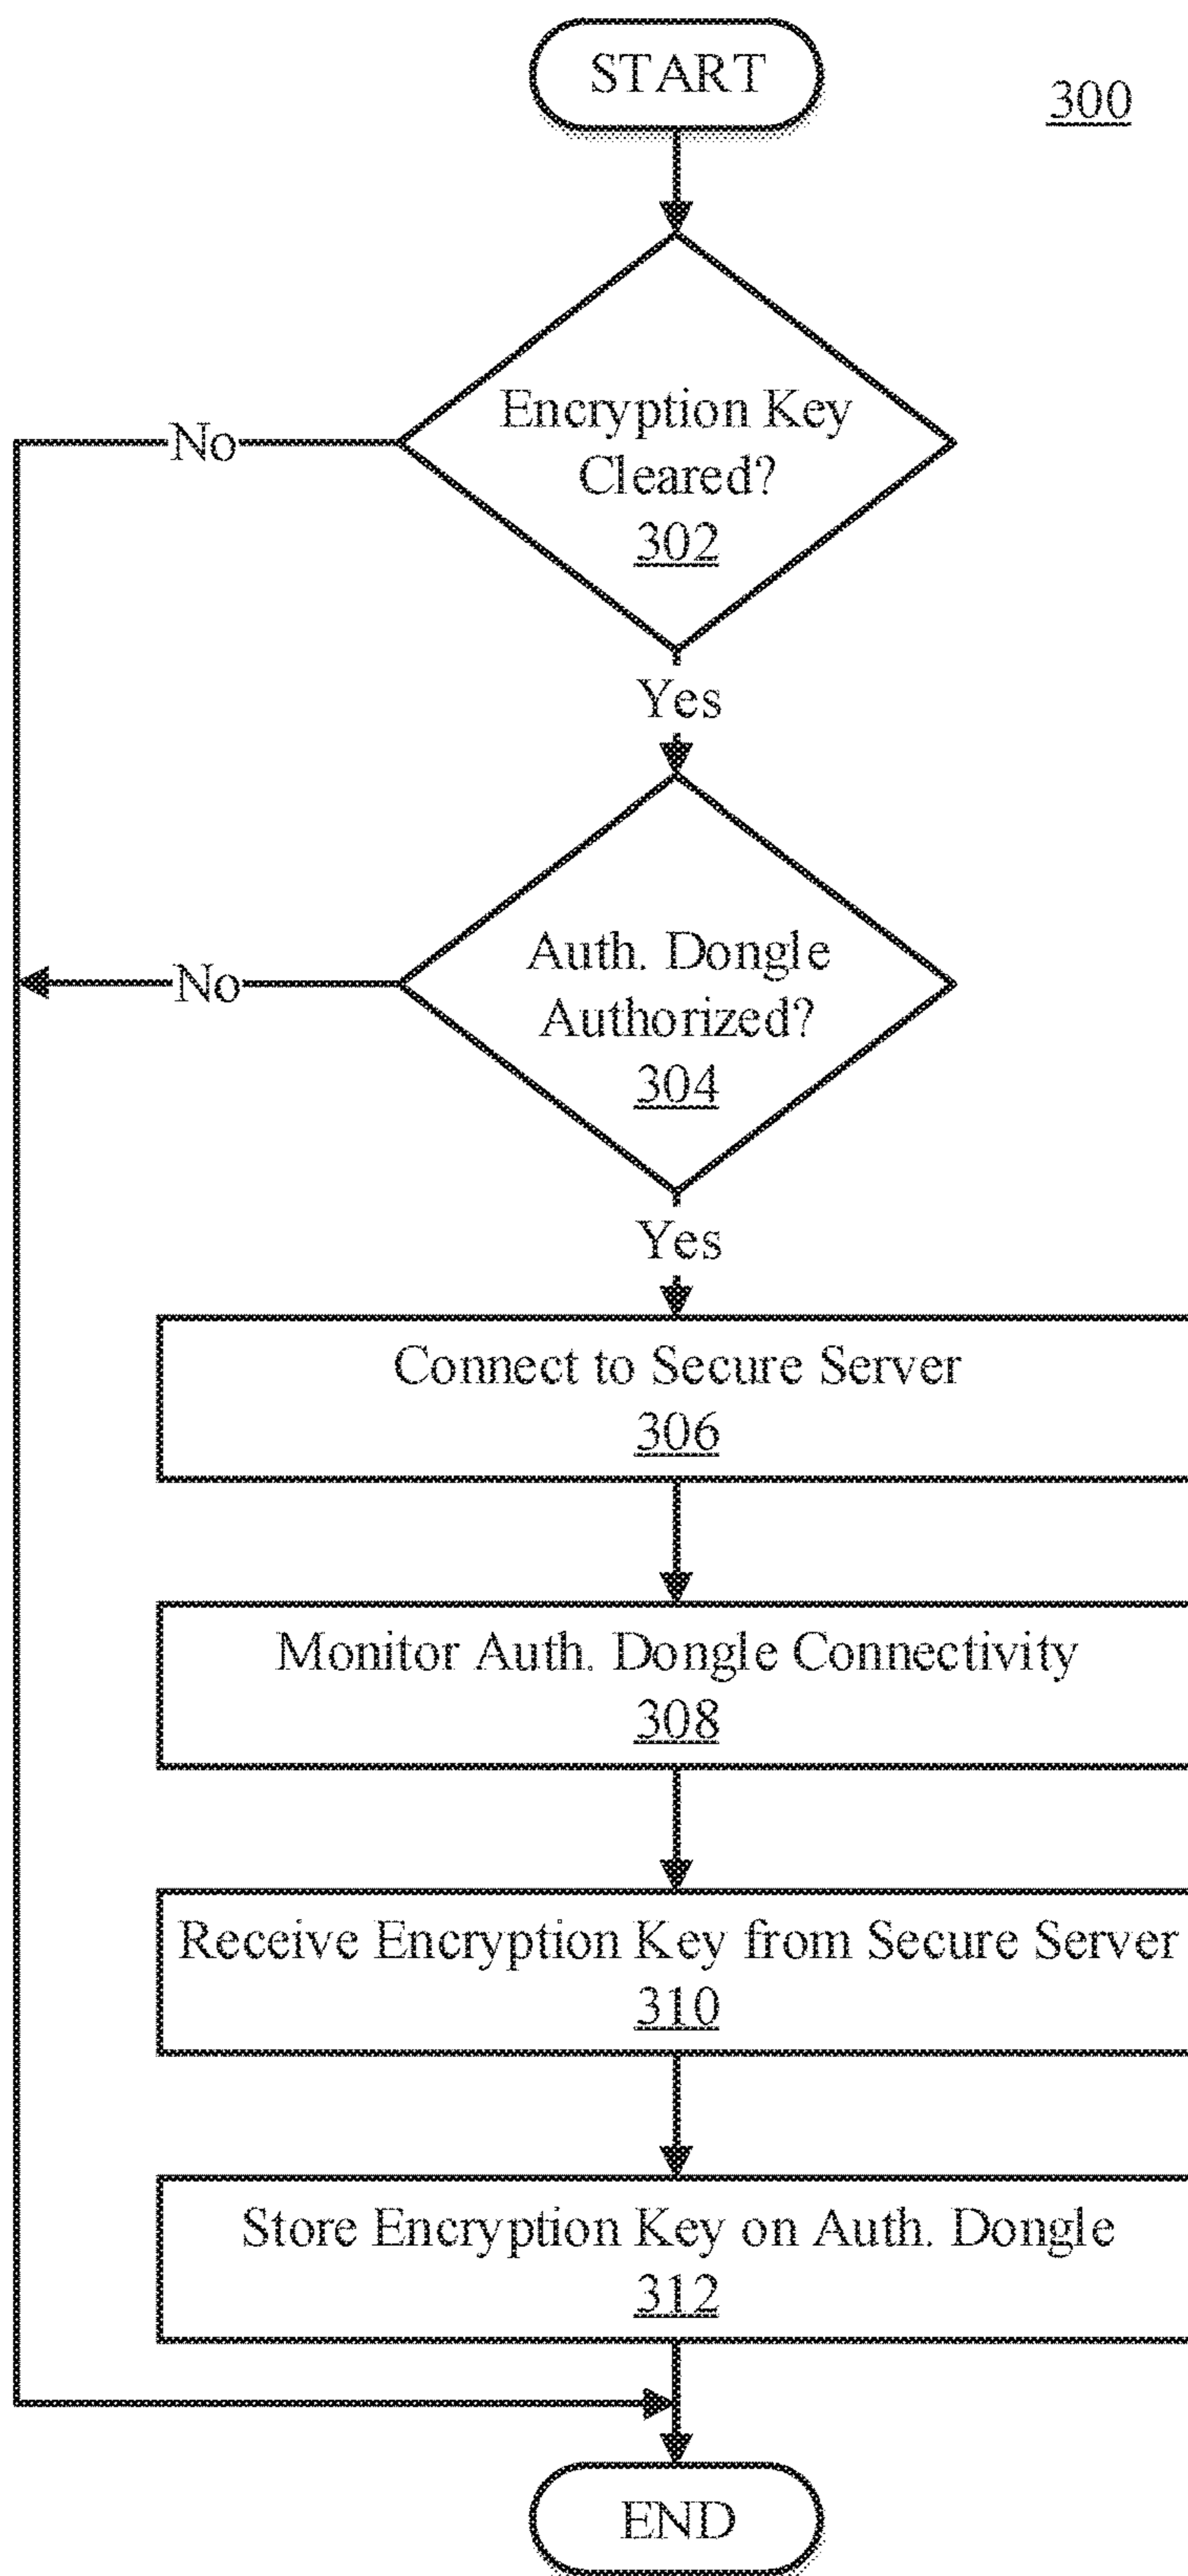 START
300
Encryption Key
Cleared?
302
No
Yes
Auth. Dongle
Authorized?
304
No
Yes
Connect to Secure Server
306
Monitor Auth. Dongle Connectivity
308
Receive Encryption Key from Secure Server
310
Store Encryption Key on Auth. Dongle
312
END